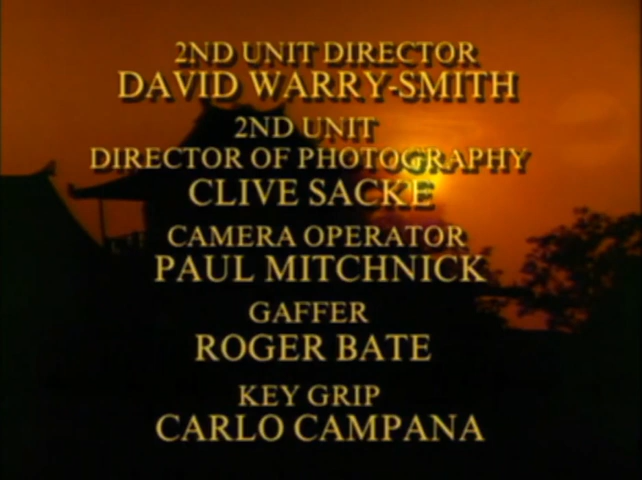 2ND UNIT DIRECTOR
DAVID WARRY-SMITH
2ND UNIT
DIRECTOR OF PHOTOGRAPHY
CLIVE SACKE
CAMERA OPERATOR
PAUL MITCHNICK
GAFFER
ROGER BATE
KEY GRIP
CARLO CAMPANA